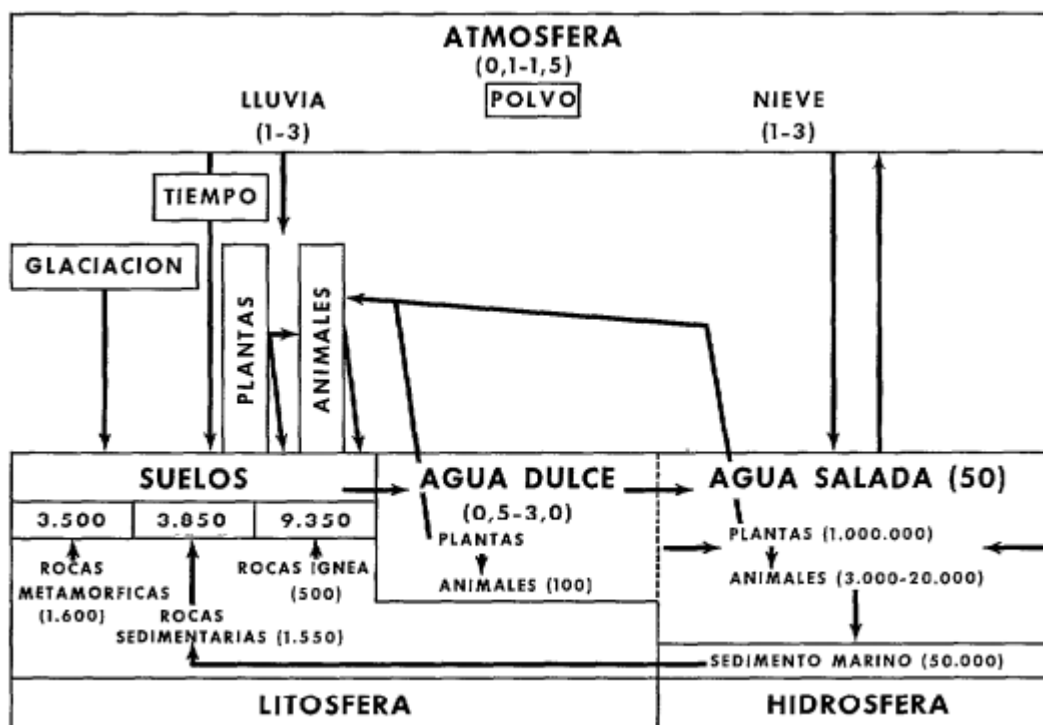 ATMOSFERA
(0,1-1,5)
LLUVIA
(1-3)
POLVO
NIEVE
(1-3)
TIEMPO
GLACIACION
PLANTAS
ANIMALES
SUELOS
3.500
3.850
9.350
ROCAS
METAMORFICAS
(1.600)
ROCAS
SEDIMENTARIAS (1.550)
ROCAS IGNEA
(500)
AGUA DULCE
(0,5-3,0)
PLANTAS
ANIMALES (100)
AGUA SALADA (50)
PLANTAS (1.000.000)
ANIMALES (3.000-20.000)
SEDIMENTO MARINO (50.000)
LITOSFERA
HIDROSFERA